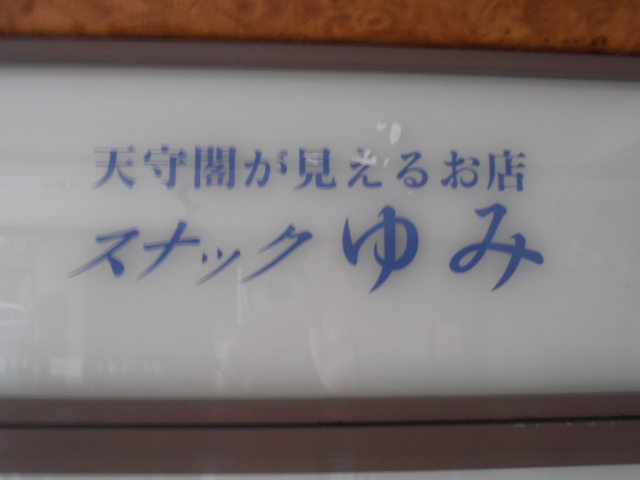 天守閣が見えるお店
スナック ゆみ